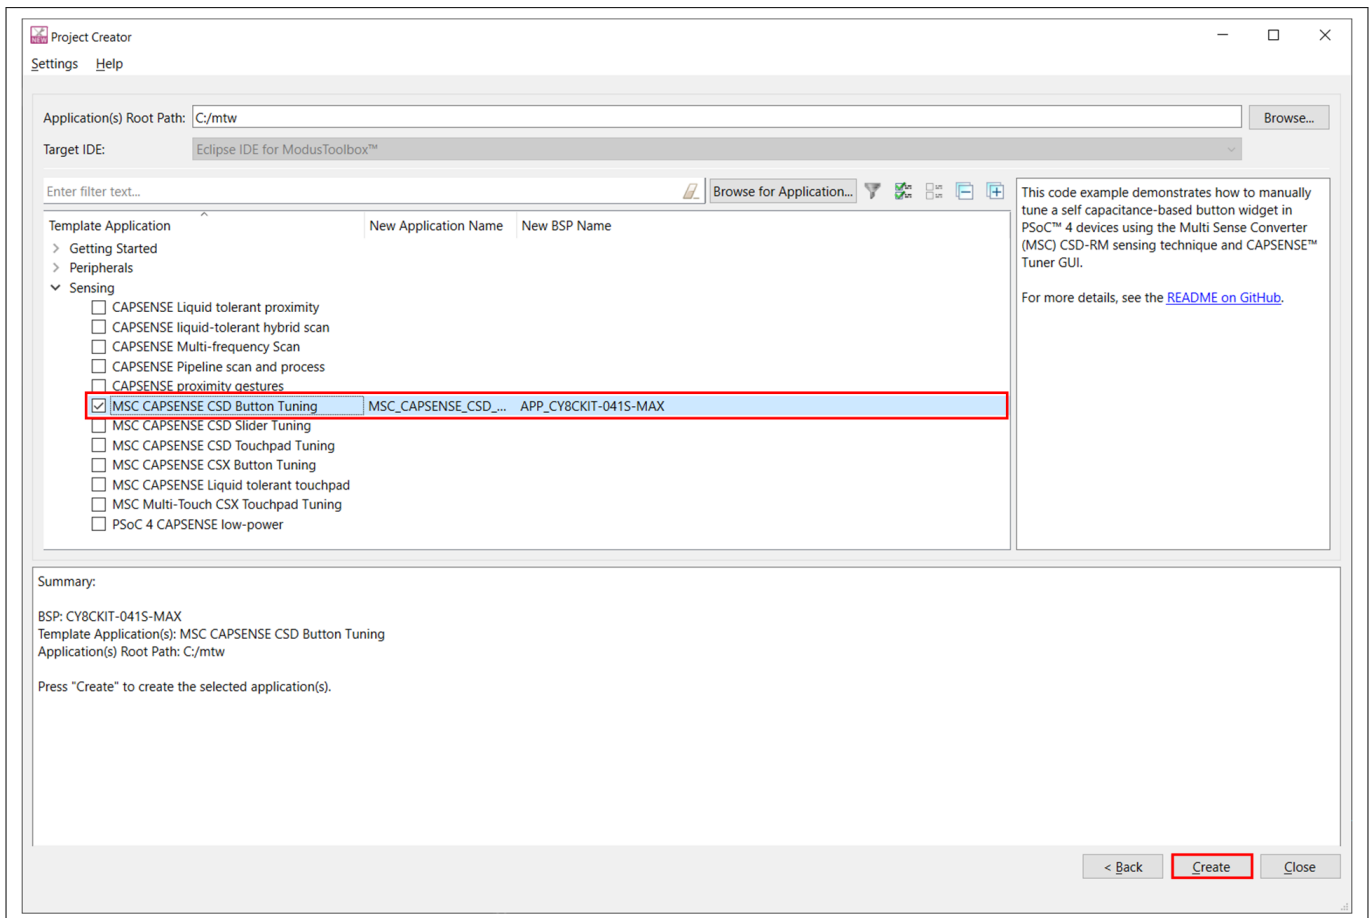 NEW
Project Creator
Settings Help
Application(s) Root Path: C:/mtw Browse...
Target IDE: Eclipse IDE for ModusToolbox™
Enter filter text... Browse for Application...
Template Application New Application Name New BSP Name
Getting Started
Peripherals
Sensing
CAPSENSE Liquid tolerant proximity
CAPSENSE liquid-tolerant hybrid scan
CAPSENSE Multi-frequency Scan
CAPSENSE Pipeline scan and process
CAPSENSE proximity gestures
MSC CAPSENSE CSD Button Tuning MSC_CAPSENSE_CSD_... APP_CY8CKIT-041S-MAX
MSC CAPSENSE CSD Slider Tuning
MSC CAPSENSE CSD Touchpad Tuning
MSC CAPSENSE CSX Button Tuning
MSC CAPSENSE Liquid tolerant touchpad
MSC Multi-Touch CSX Touchpad Tuning
PSoC 4 CAPSENSE low-power
This code example demonstrates how to manually
tune a self capacitance-based button widget in
PSoC™ 4 devices using the Multi Sense Converter
(MSC) CSD-RM sensing technique and CAPSENSE™
Tuner GUI.
For more details, see the README on GitHub.
Summary:
BSP: CY8CKIT-041S-MAX
Template Application(s): MSC CAPSENSE CSD Button Tuning
Application(s) Root Path: C:/mtw
Press "Create" to create the selected application(s).
< Back Create Close